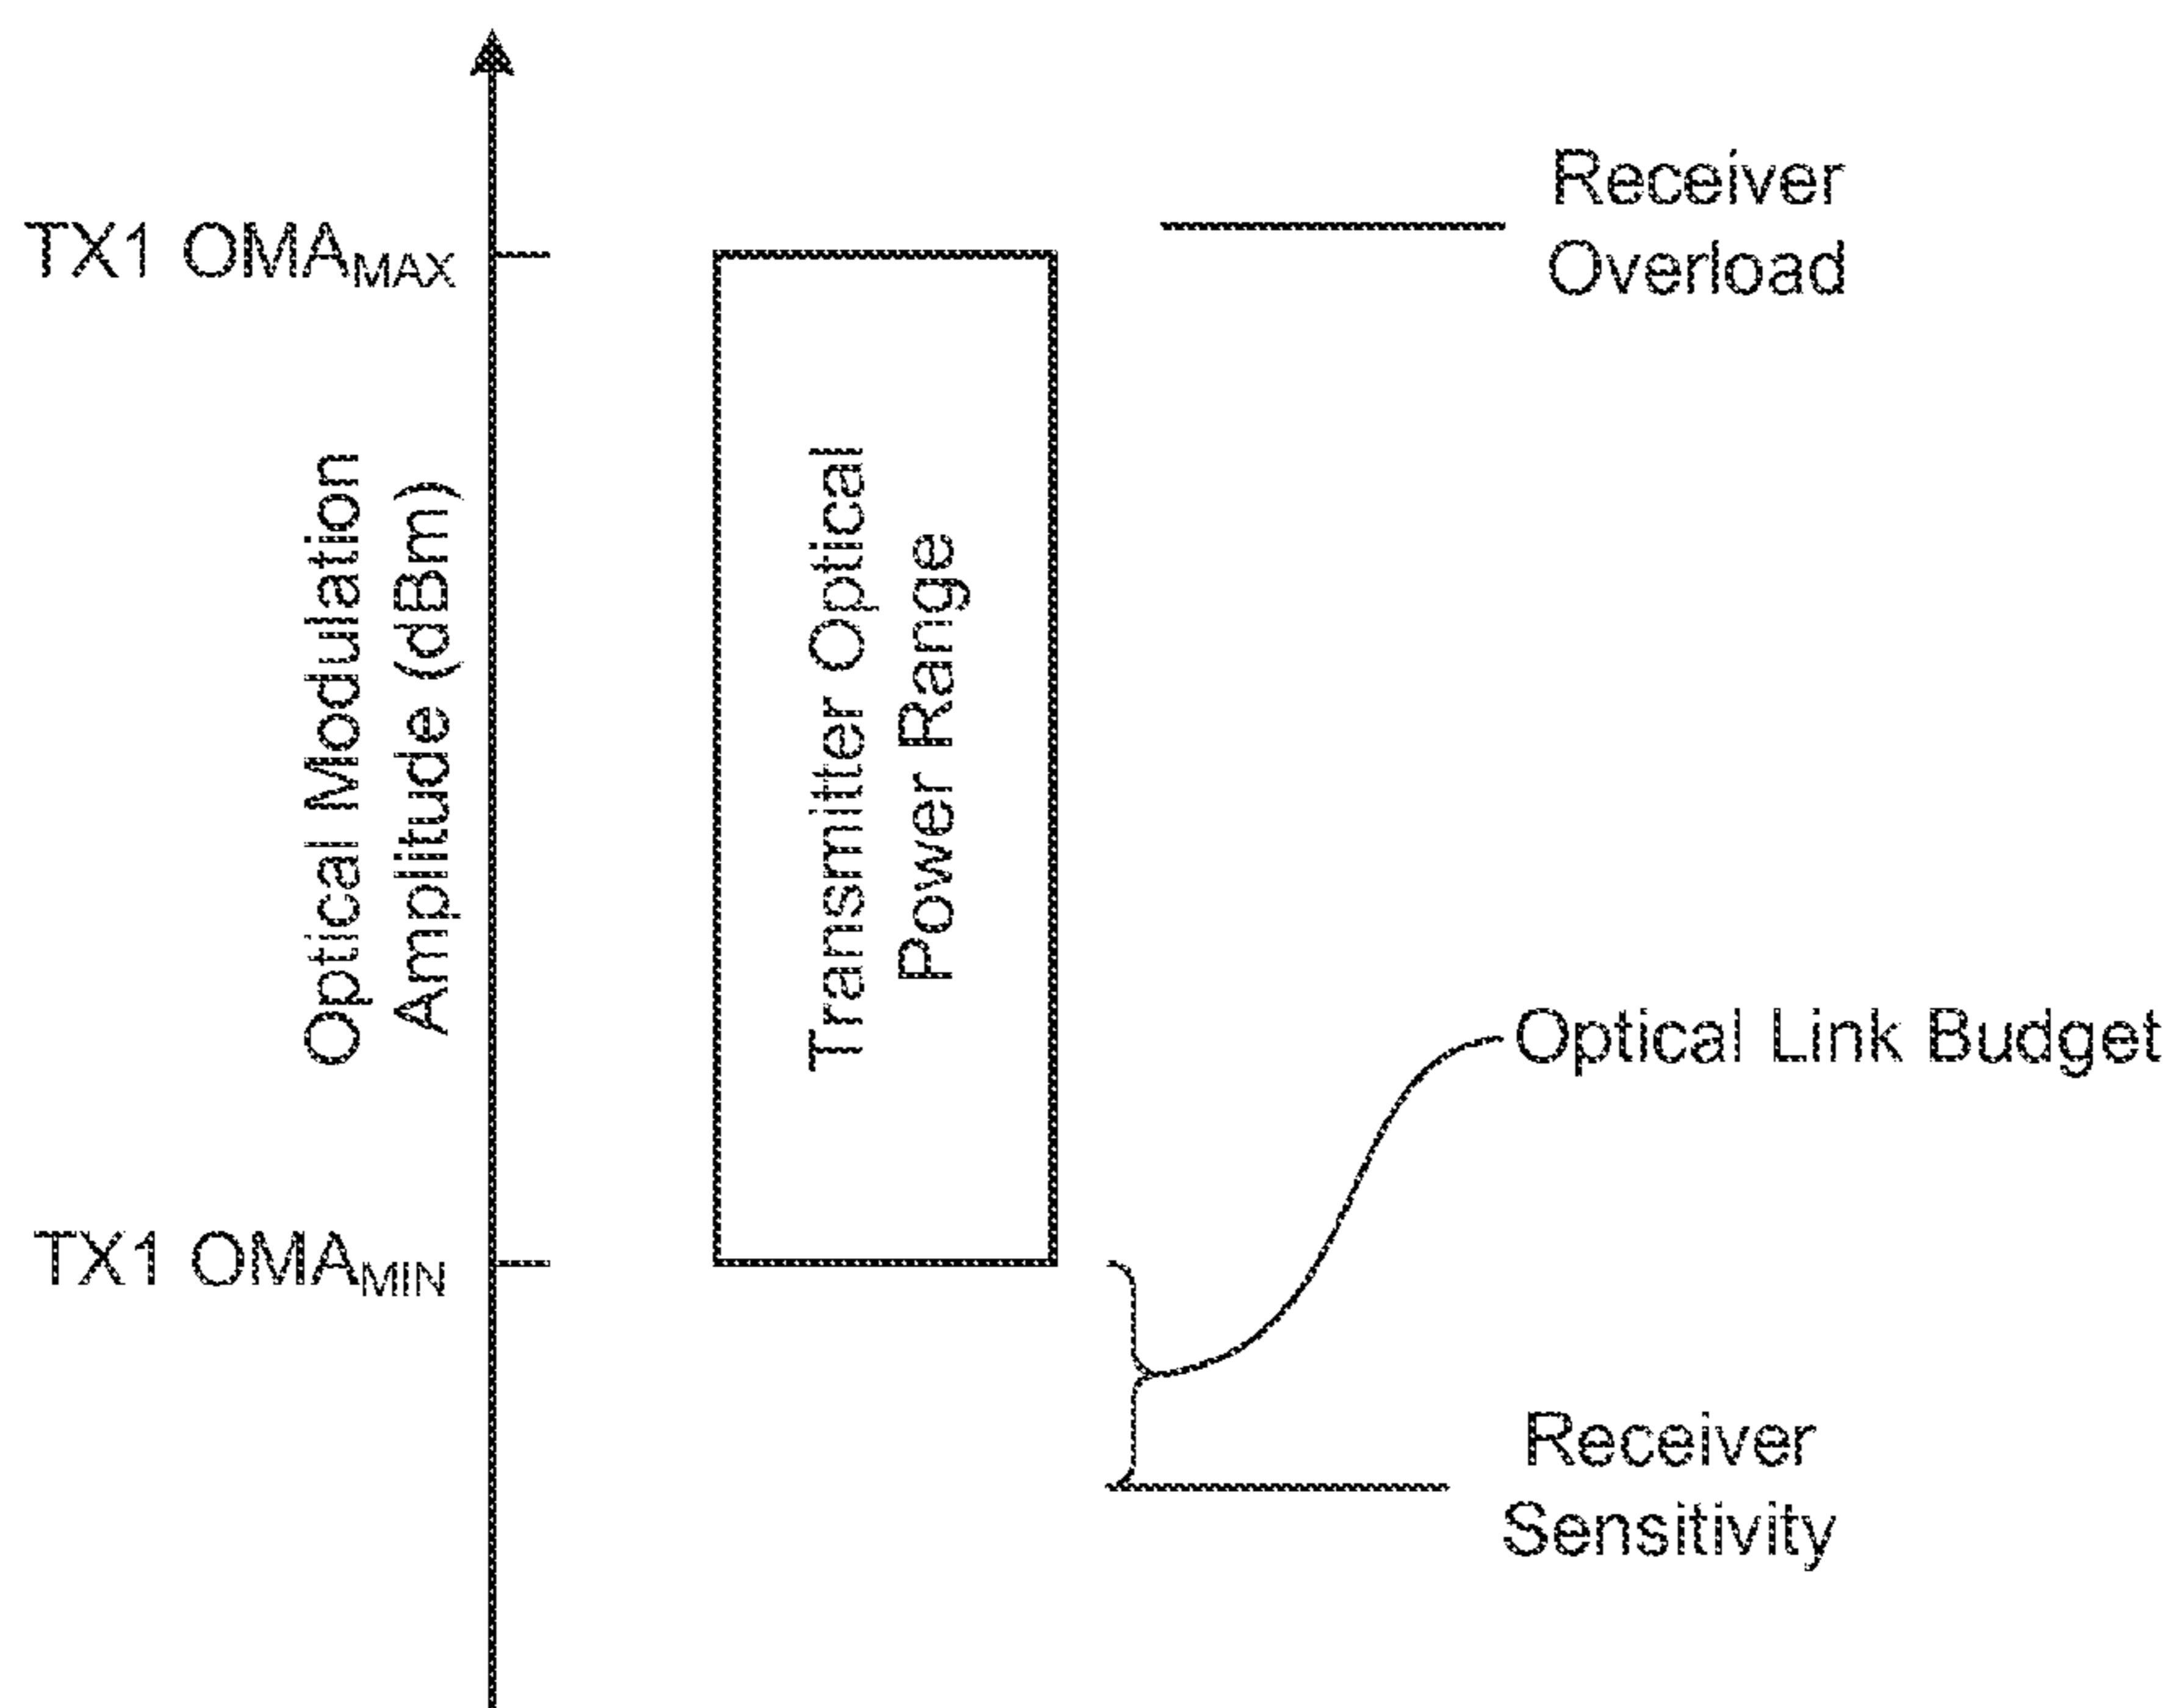 Receiver
Overload
TX1 OMAMAX
Optical Modulation
Amplitude (dBm)
Transmitter Optical
Power Range
Optical Link Budget
TX1 OMAMIN
Receiver
Sensitivity